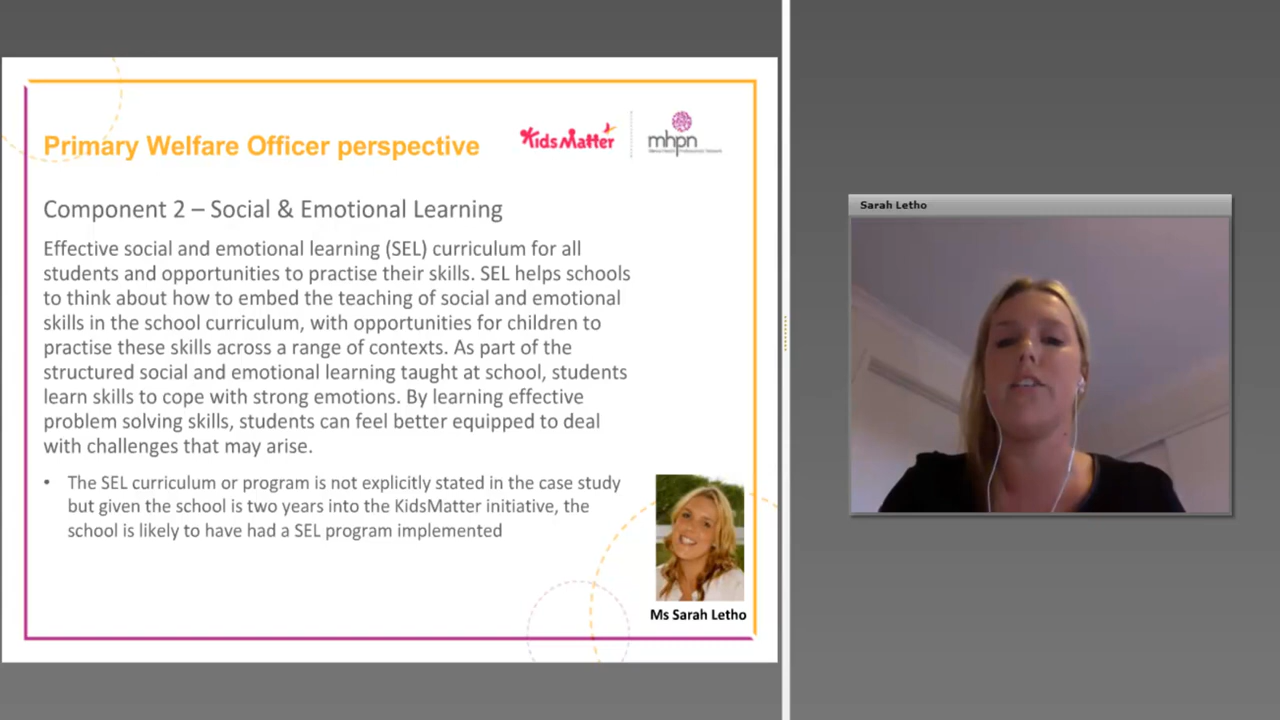 Primary Welfare Officer perspective
KidsMatter
mhpn
Component 2 – Social & Emotional Learning
Effective social and emotional learning (SEL) curriculum for all
students and opportunities to practise their skills. SEL helps schools
to think about how to embed the teaching of social and emotional
skills in the school curriculum, with opportunities for children to
practise these skills across a range of contexts. As part of the
structured social and emotional learning taught at school, students
learn skills to cope with strong emotions. By learning effective
problem solving skills, students can feel better equipped to deal
with challenges that may arise.
• The SEL curriculum or program is not explicitly stated in the case study
but given the school is two years into the KidsMatter initiative, the
school is likely to have had a SEL program implemented
Ms Sarah Letho
Sarah Letho